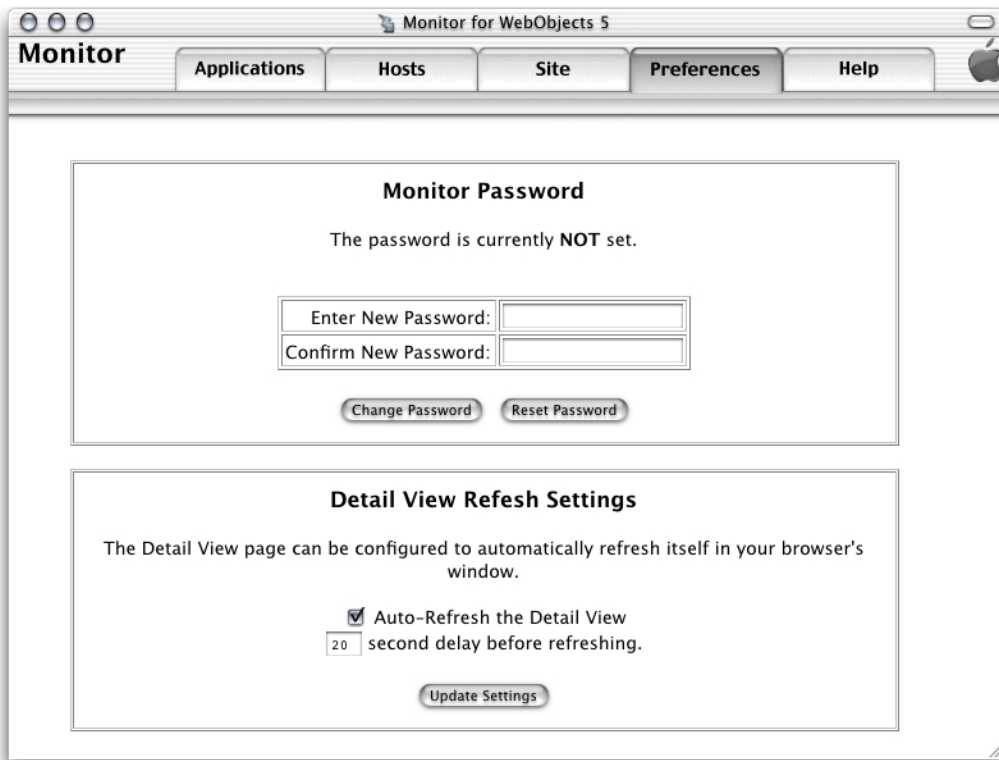 Monitor for WebObjects 5
Monitor
Applications
Hosts
Site
Preferences
Help
Monitor Password
The password is currently NOT set.
Enter New Password:
Confirm New Password:
Change Password
Reset Password
Detail View Refesh Settings
The Detail View page can be configured to automatically refresh itself in your browser's
window.
Auto-Refresh the Detail View
20 second delay before refreshing.
Update Settings